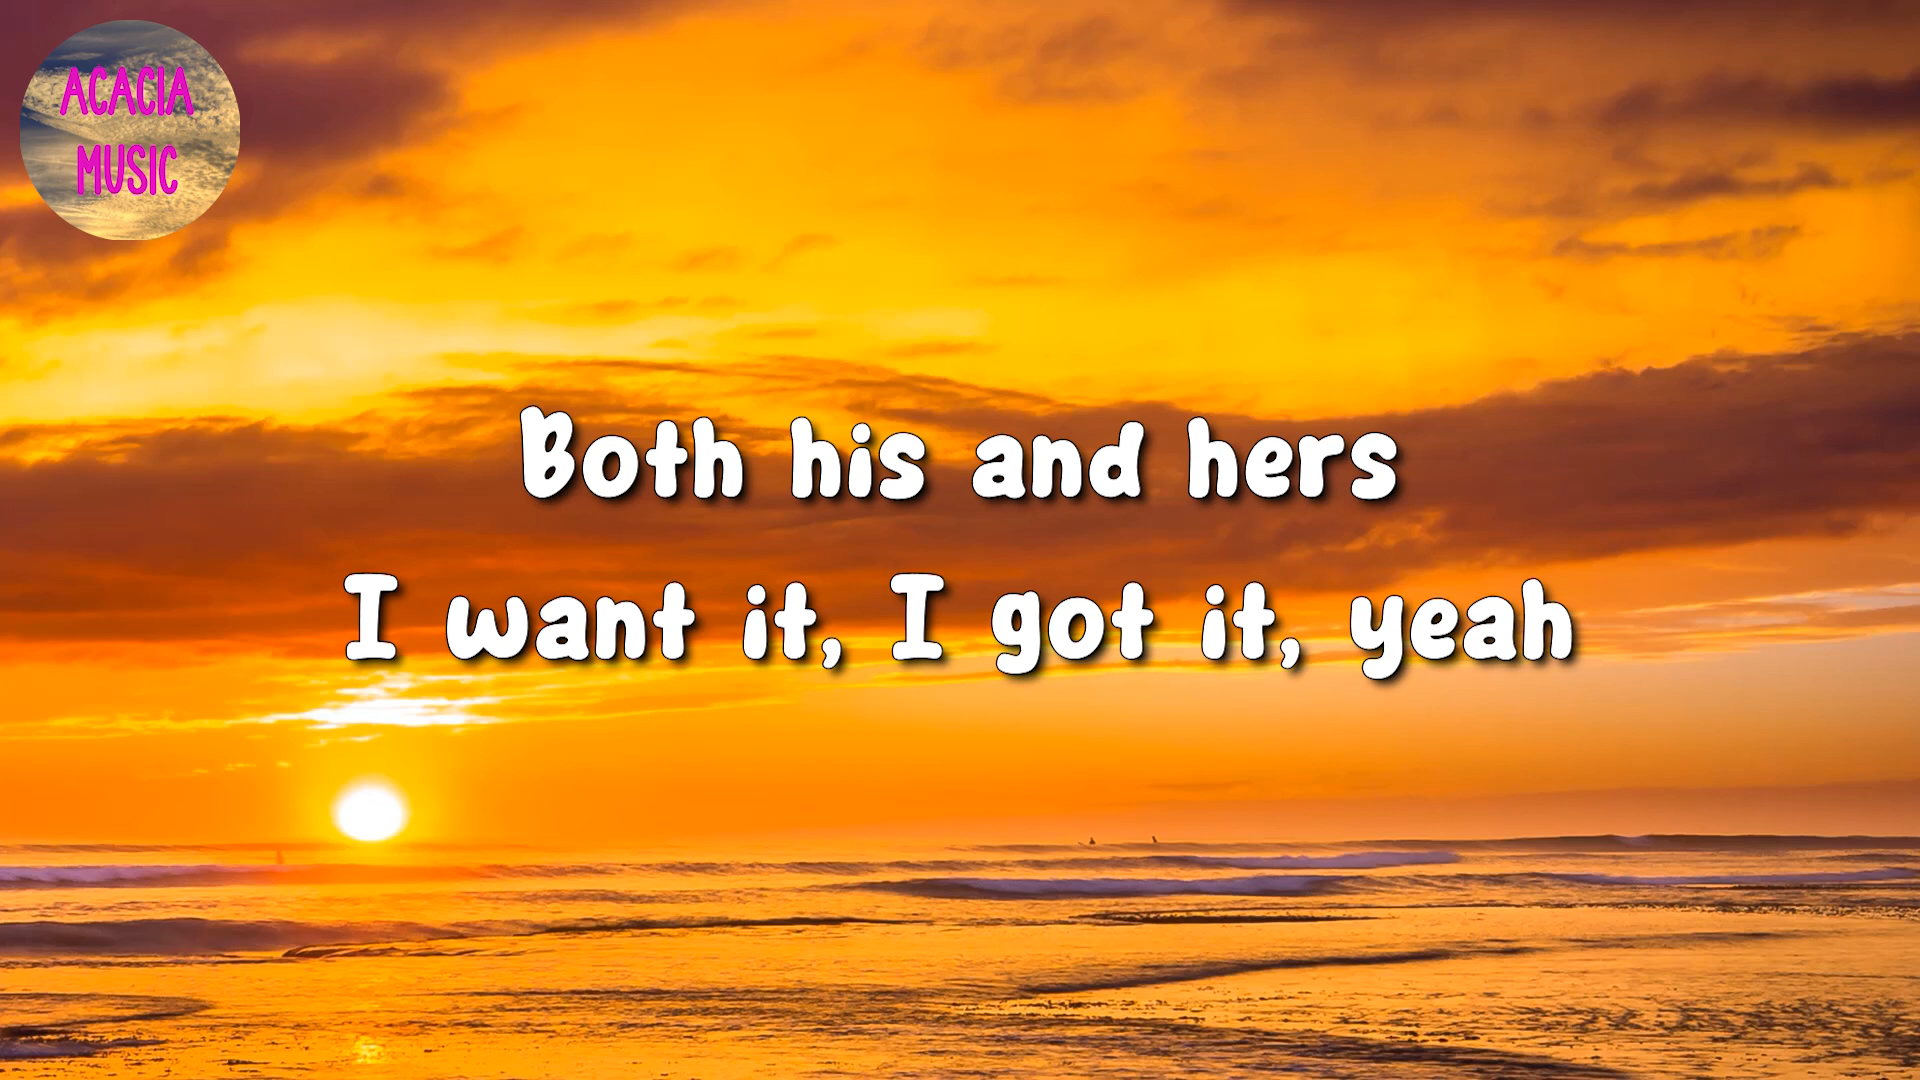 ACACIA
MUSIC
Both his and hers
I want it, I got it, yeah